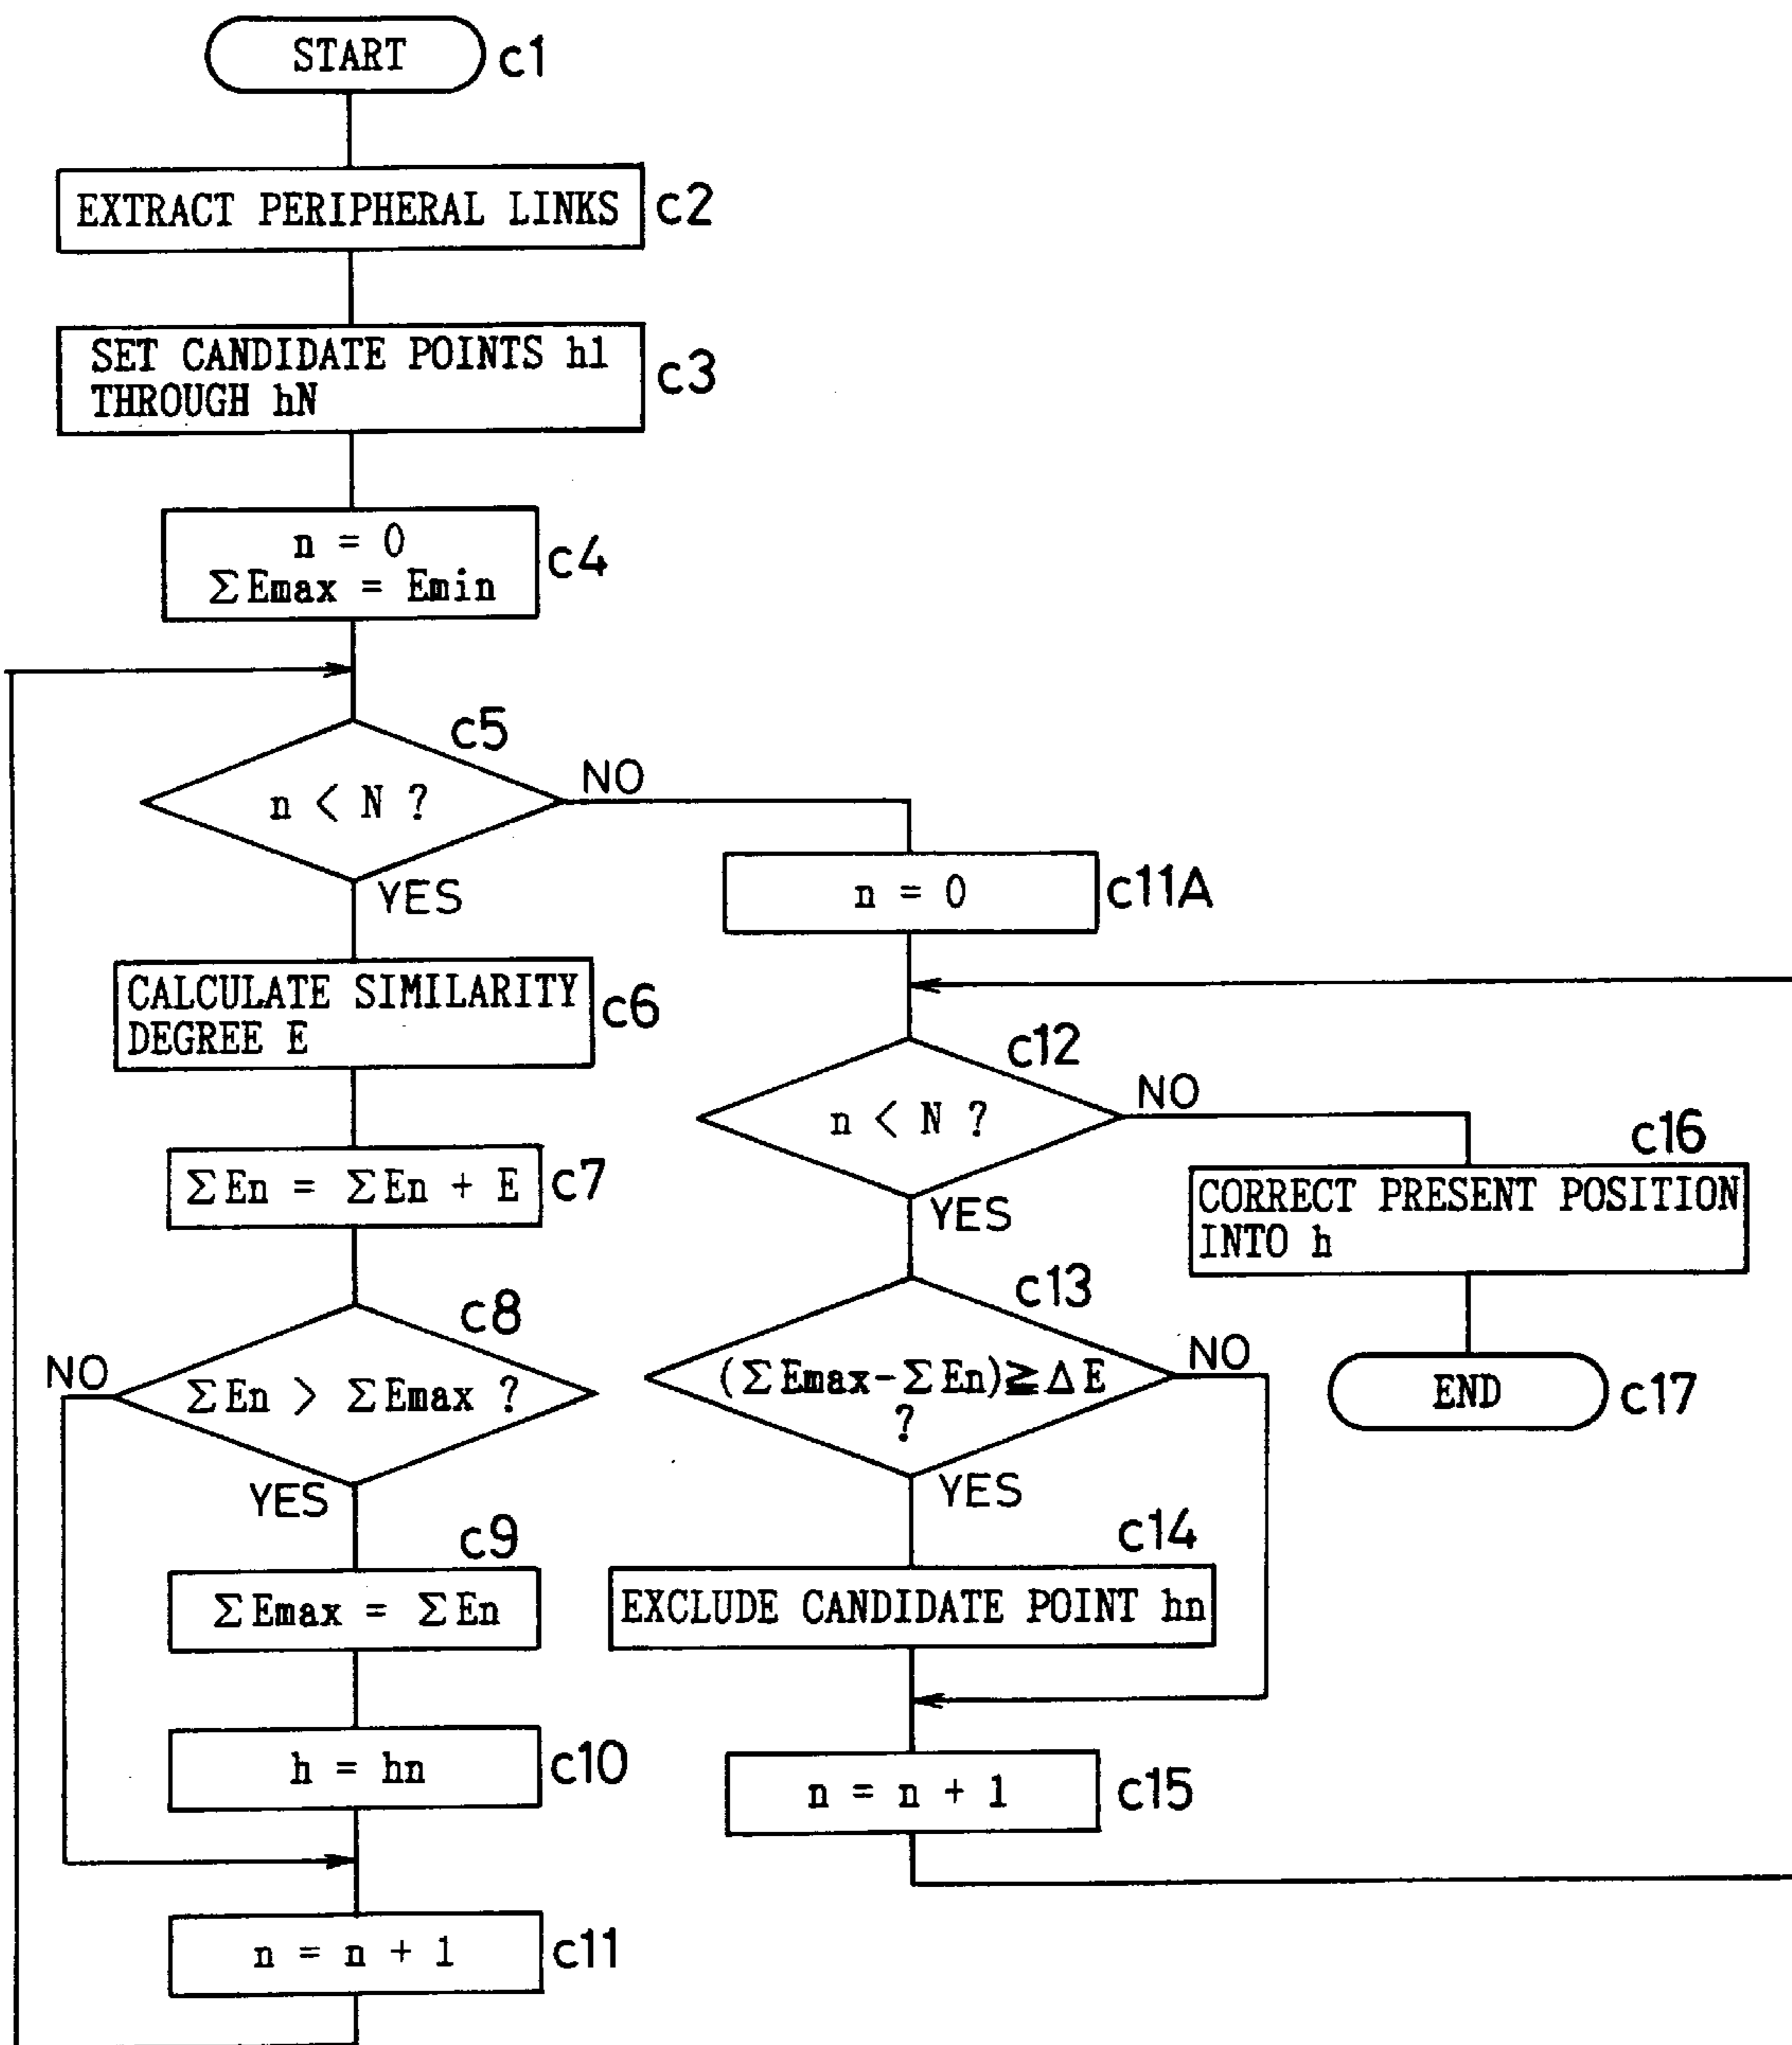 START
c1
EXTRACT PERIPHERAL LINKS
c2
SET CANDIDATE POINTS h1
THROUGH hN
c3
n = 0
ΣEmax = Emin
c4
c5
n < N ?
NO
YES
CALCULATE SIMILARITY
DEGREE E
c6
ΣEn = ΣEn + E
c7
c8
NO
ΣEn > ΣEmax ?
YES
c9
ΣEmax = ΣEn
h = hn
c10
n = n + 1
c11
n = 0
c11A
c12
n < N ?
NO
YES
c13
(ΣEmax-ΣEn)≧ΔE
?
NO
YES
c14
EXCLUDE CANDIDATE POINT hn
n = n + 1
c15
c16
CORRECT PRESENT POSITION
INTO h
END
c17